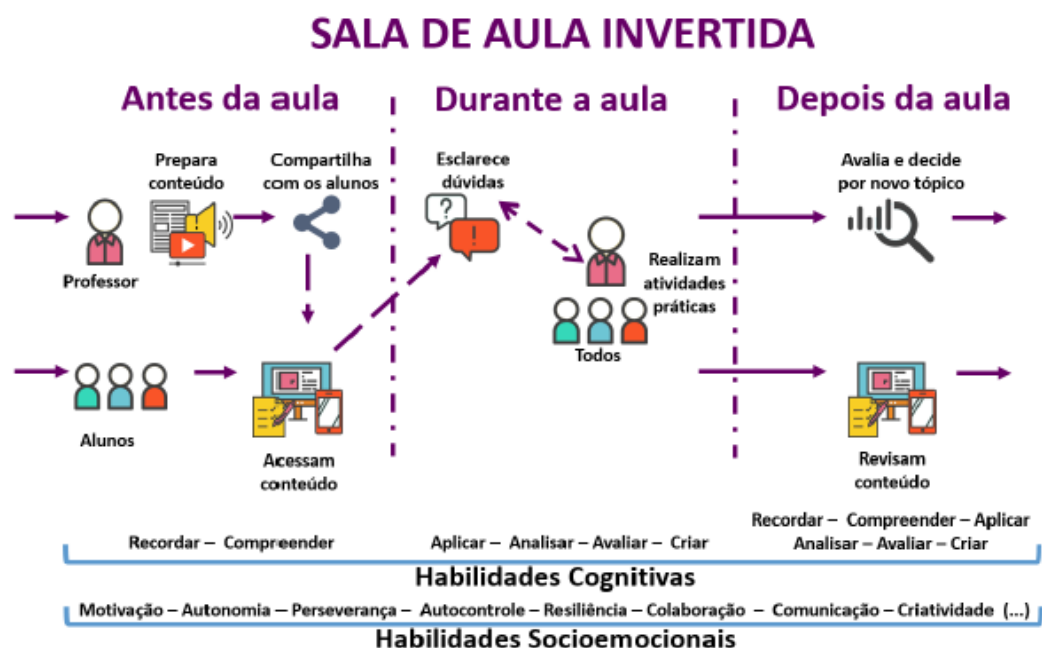 SALA DE AULA INVERTIDA
Antes da aula
Durante a aula
Depois da aula
Prepara
conteúdo
Compartilha
com os alunos
Esclarece
dúvidas
Avalia e decide
por novo tópico
?
!
Professor
Realizam
atividades
práticas
Todos
Alunos
Acessam
conteúdo
Revisam
conteúdo
Recordar – Compreender
Aplicar – Analisar – Avaliar – Criar
Recordar – Compreender – Aplicar
Analisar – Avaliar – Criar
Habilidades Cognitivas
Motivação – Autonomia – Perseverança – Autocontrole – Resiliência – Colaboração – Comunicação – Criatividade (...)
Habilidades Socioemocionais